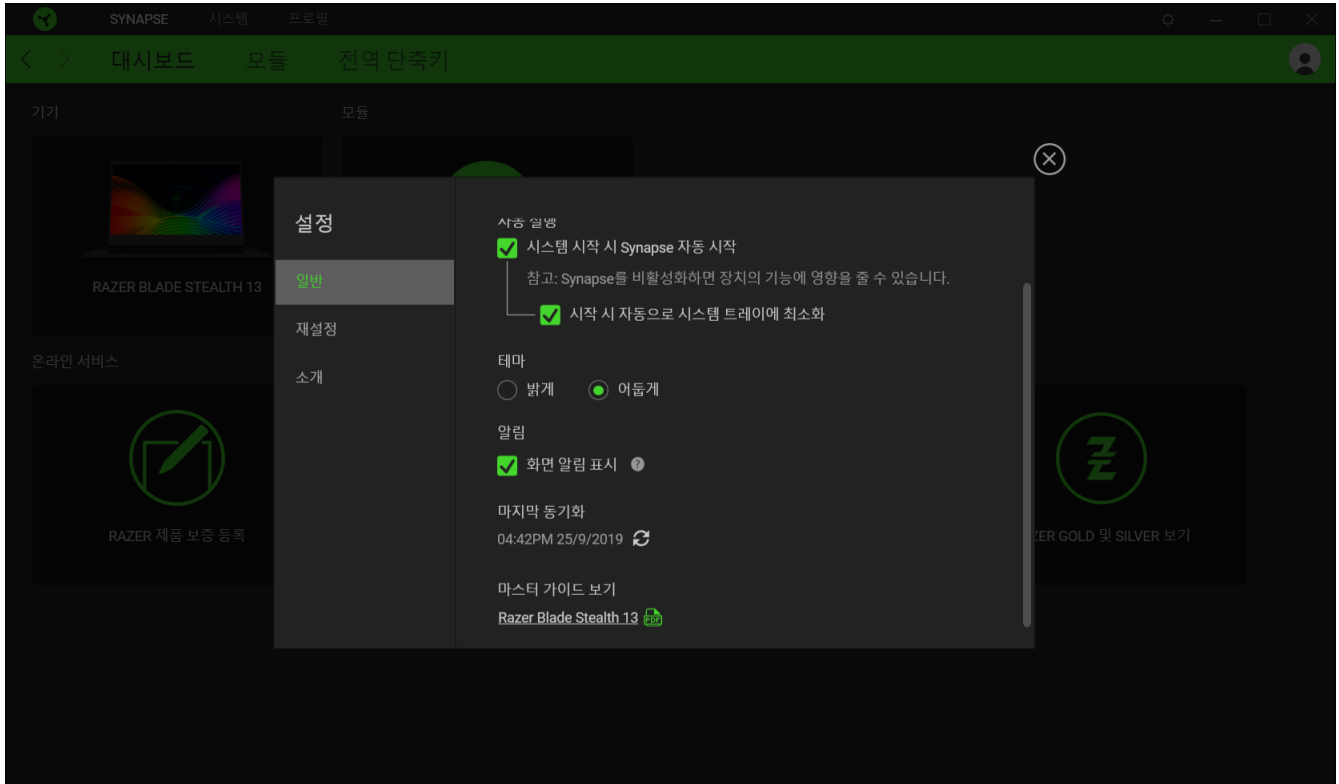 SYNAPSE 시스템 프로필
대시보드 모듈 전역 단축키
기기 모듈
RAZER BLADE STEALTH 13
온라인 서비스
RAZER 제품 보증 등록
ZER GOLD 및 SILVER 보기
설정
일반
재설정
소개
자동 실행
시스템 시작 시 Synapse 자동 시작
참고: Synapse를 비활성화하면 장치의 기능에 영향을 줄 수 있습니다.
시작 시 자동으로 시스템 트레이에 최소화
테마
밝게 어둡게
알림
화면 알림 표시 ?
마지막 동기화
04:42PM 25/9/2019
마스터 가이드 보기
Razer Blade Stealth 13 PDF